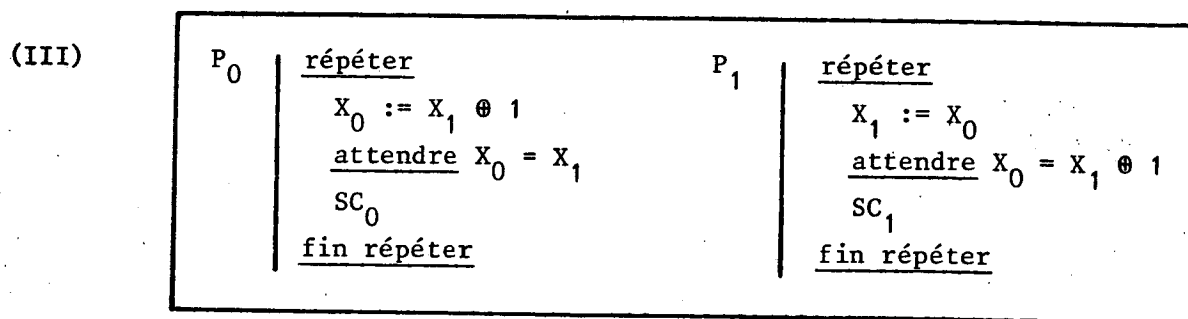 (III)
P₀ répéter
X₀ := X₁ ⊕ 1
attendre X₀ = X₁
SC₀
fin répéter
P₁ répéter
X₁ := X₀
attendre X₀ = X₁ ⊕ 1
SC₁
fin répéter